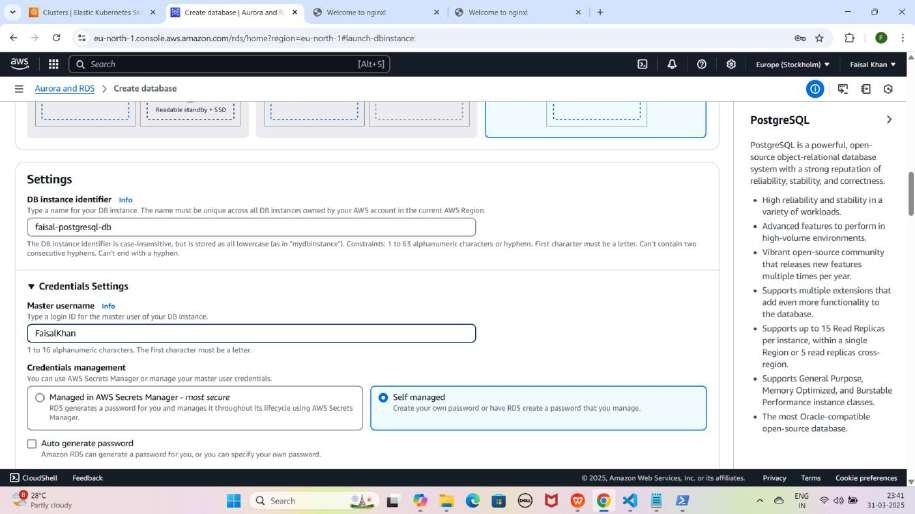 Clusters | Elastic Kubernetes Se
Create database | Aurora and R
Welcome to nginx!
Welcome to nginx!
eu-north-1.console.aws.amazon.com/rds/home?region=eu-north-1#launch-dbinstance:
F
aws
Search
[Alt+S]
Europe (Stockholm)
Faisal Khan
Aurora and RDS
Create database
Readable standby + SSD
Settings
DB instance identifier Info
Type a name for your DB instance. The name must be unique across all DB instances owned by your AWS account in the current AWS Region.
faisal-postgresql-db
The DB instance identifier is case-insensitive, but is stored as all lowercase (as in "mydbinstance"). Constraints: 1 to 63 alphanumeric characters or hyphens. First character must be a letter. Can't contain two
consecutive hyphens. Can't end with a hyphen.
Credentials Settings
Master username Info
Type a login ID for the master user of your DB instance.
FaisalKhan
1 to 16 alphanumeric characters. The first character must be a letter.
Credentials management
You can use AWS Secrets Manager or manage your master user credentials.
Managed in AWS Secrets Manager - most secure
RDS generates a password for you and manages it throughout its lifecycle using AWS Secrets
Manager.
Self managed
Create your own password or have RDS create a password that you manage.
Auto generate password
Amazon RDS can generate a password for you, or you can specify your own password.
PostgreSQL
PostgreSQL is a powerful, open-
source object-relational database
system with a strong reputation of
reliability, stability, and correctness.
• High reliability and stability in a
variety of workloads.
• Advanced features to perform in
high-volume environments.
• Vibrant open-source community
that releases new features
multiple times per year.
• Supports multiple extensions that
add even more functionality to
the database.
• Supports up to 15 Read Replicas
per instance, within a single
Region or 5 read replicas cross-
region.
• Supports General Purpose,
Memory Optimized, and Burstable
Performance instance classes.
• The most Oracle-compatible
open-source database.
CloudShell
Feedback
© 2025, Amazon Web Services, Inc. or its affiliates.
Privacy
Terms
Cookie preferences
28°C
Partly cloudy
Search
DELL
ENG
IN
23:41
31-03-2025